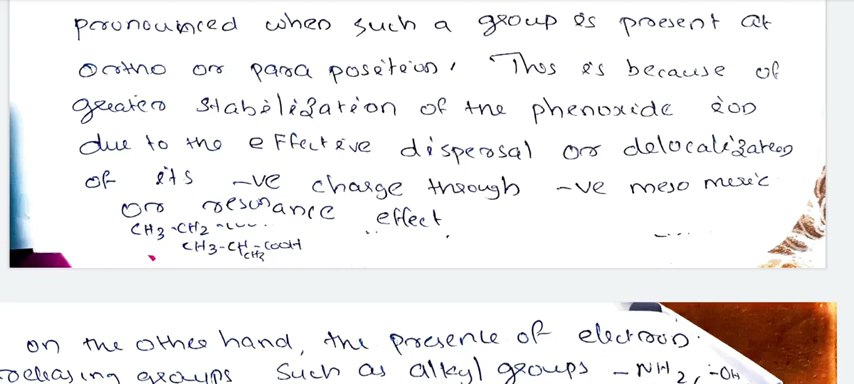 pronounced when such a group is present at
ortho or para position. This is because of
greater stabilization of the phenoxide ion
due to the effective dispersal or delocalization
of its -ve charge through -ve mesomeric
or resonance effect
CH3-CH2
CH3-CH-COOH
CH3
on the other hand, the presence of electron
releasing groups such as alkyl groups -NH2, -OH